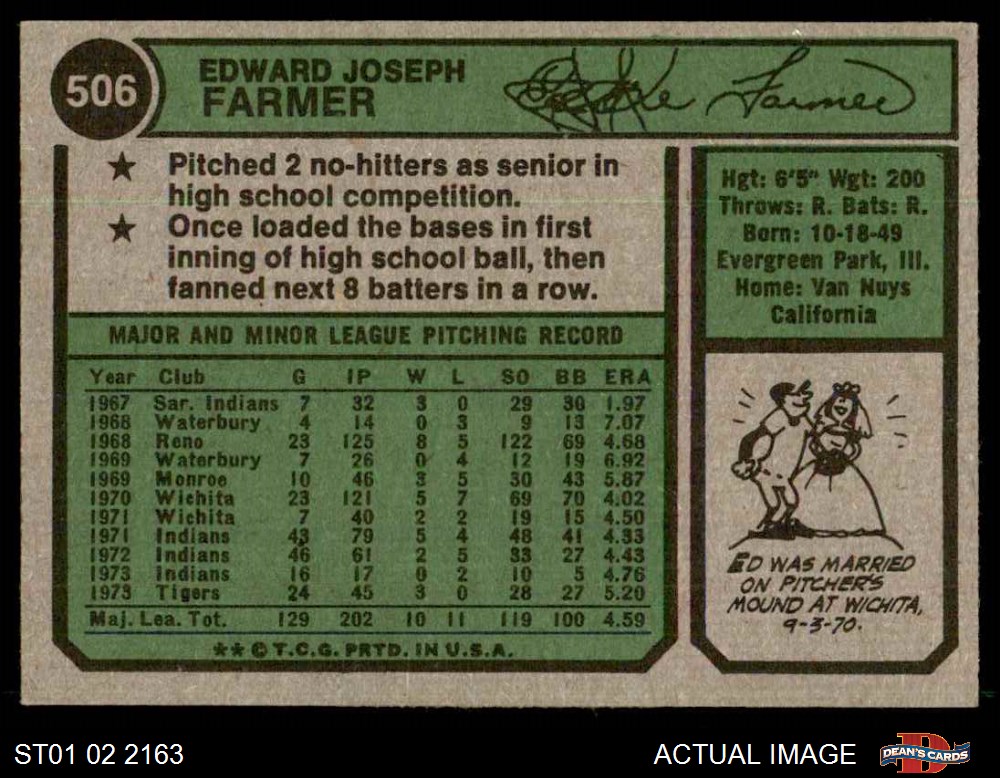 506
EDWARD JOSEPH
FARMER
Farmer
★ Pitched 2 no-hitters as senior in
high school competition.
★ Once loaded the bases in first
inning of high school ball, then
fanned next 8 batters in a row.
Hgt: 6'5" Wgt: 200
Throws: R. Bats: R.
Born: 10-18-49
Evergreen Park, Ill.
Home: Van Nuys
California
MAJOR AND MINOR LEAGUE PITCHING RECORD
Year Club G IP W L SO BB ERA
1967 Sar. Indians 7 32 3 0 29 30 1.97
1968 Waterbury 4 14 0 3 9 13 7.07
1968 Reno 23 125 8 5 122 69 4.68
1969 Waterbury 7 26 0 4 12 19 6.92
1969 Monroe 10 46 3 5 30 43 5.87
1970 Wichita 23 121 5 7 69 70 4.02
1971 Wichita 7 40 2 2 19 15 4.50
1971 Indians 43 79 5 4 48 41 4.33
1972 Indians 46 61 2 5 33 27 4.43
1973 Indians 16 17 0 2 10 5 4.76
1973 Tigers 24 45 3 0 28 27 5.20
Maj. Lea. Tot. 129 202 10 11 119 100 4.59
** © T.C.G. PRTD. IN U.S.A.
ED WAS MARRIED
ON PITCHER'S
MOUND AT WICHITA,
9-3-70.
ST01 02 2163
ACTUAL IMAGE
DEAN'S CARDS